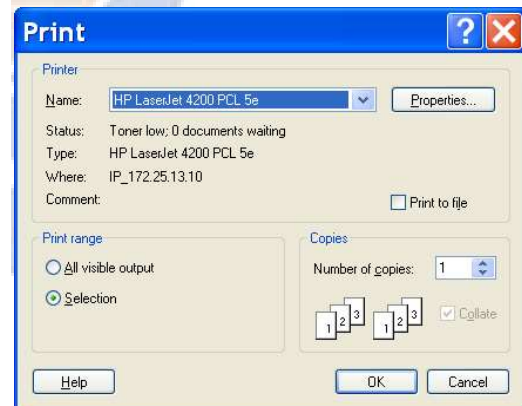 Print
Printer
Name: HP LaserJet 4200 PCL 5e Properties...
Status: Toner low; 0 documents waiting
Type: HP LaserJet 4200 PCL 5e
Where: IP_172.25.13.10
Comment: Print to file
Print range
All visible output
Selection
Copies
Number of copies: 1
1 2 3 1 2 3 Collate
Help OK Cancel